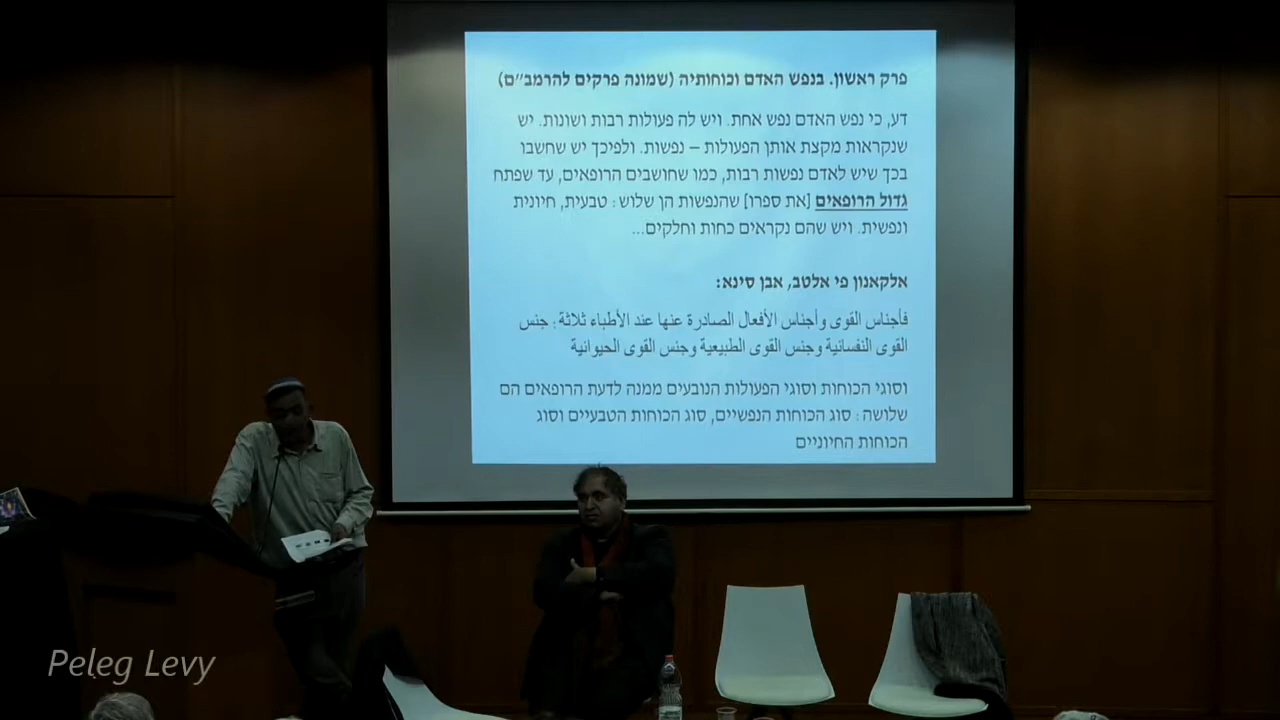 פרק ראשון. בנפש האדם וכוחותיה (שמונה פרקים להרמב"ם)
דע, כי נפש האדם נפש אחת. ויש לה פעולות רבות ושונות. יש
שנקראות מקצת אותן הפעולות – נפשות. ולפיכך יש שחשבו
בכך שיש לאדם נפשות רבות, כמו שחושבים הרופאים, עד שפתח
גדול הרופאים [את ספרו] שהנפשות הן שלוש: טבעית, חיונית
ונפשית. ויש שהם נקראים כחות וחלקים...
אלקאנון פי אלטב, אבן סינא:
فأجناس القوى وأجناس الأفعال الصادرة عنها عند الأطباء ثلاثة: جنس
القوى النفسانية وجنس القوى الطبيعية وجنس القوى الحيوانية
וסוגי הכוחות וסוגי הפעולות הנובעים ממנה לדעת הרופאים הם
שלושה: סוג הכוחות הנפשיים, סוג הכוחות הטבעיים וסוג
הכוחות החיוניים
Peleg Levy